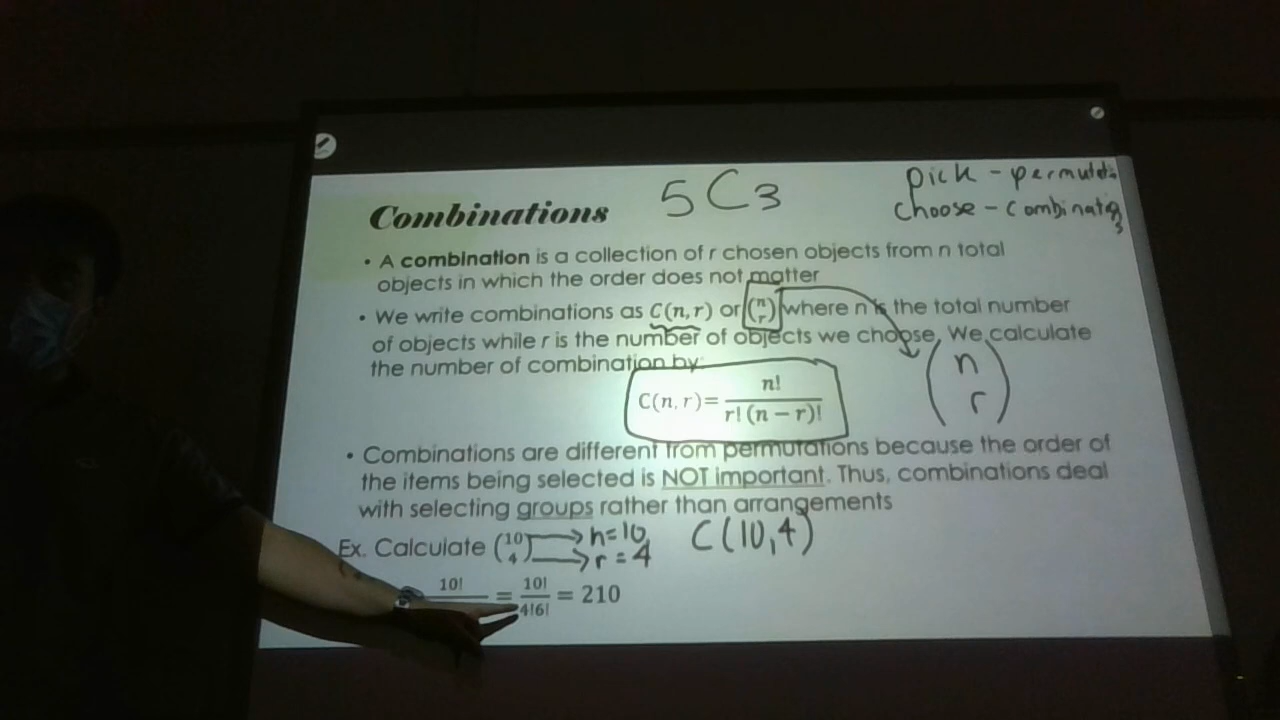 5C3
pick - permutat
choose - combinations
Combinations
• A combination is a collection of r chosen objects from n total
objects in which the order does not matter
• We write combinations as C(n, r) or (n r) where n is the total number
of objects while r is the number of objects we choose. We calculate
the number of combination by:
(n r)
C(n, r) = n! / r! (n − r)!
• Combinations are different from permutations because the order of
the items being selected is NOT important. Thus, combinations deal
with selecting groups rather than arrangements
Ex. Calculate (10 4) → n=10 → r = 4 C(10,4)
10! = 10! / 4!6! = 210